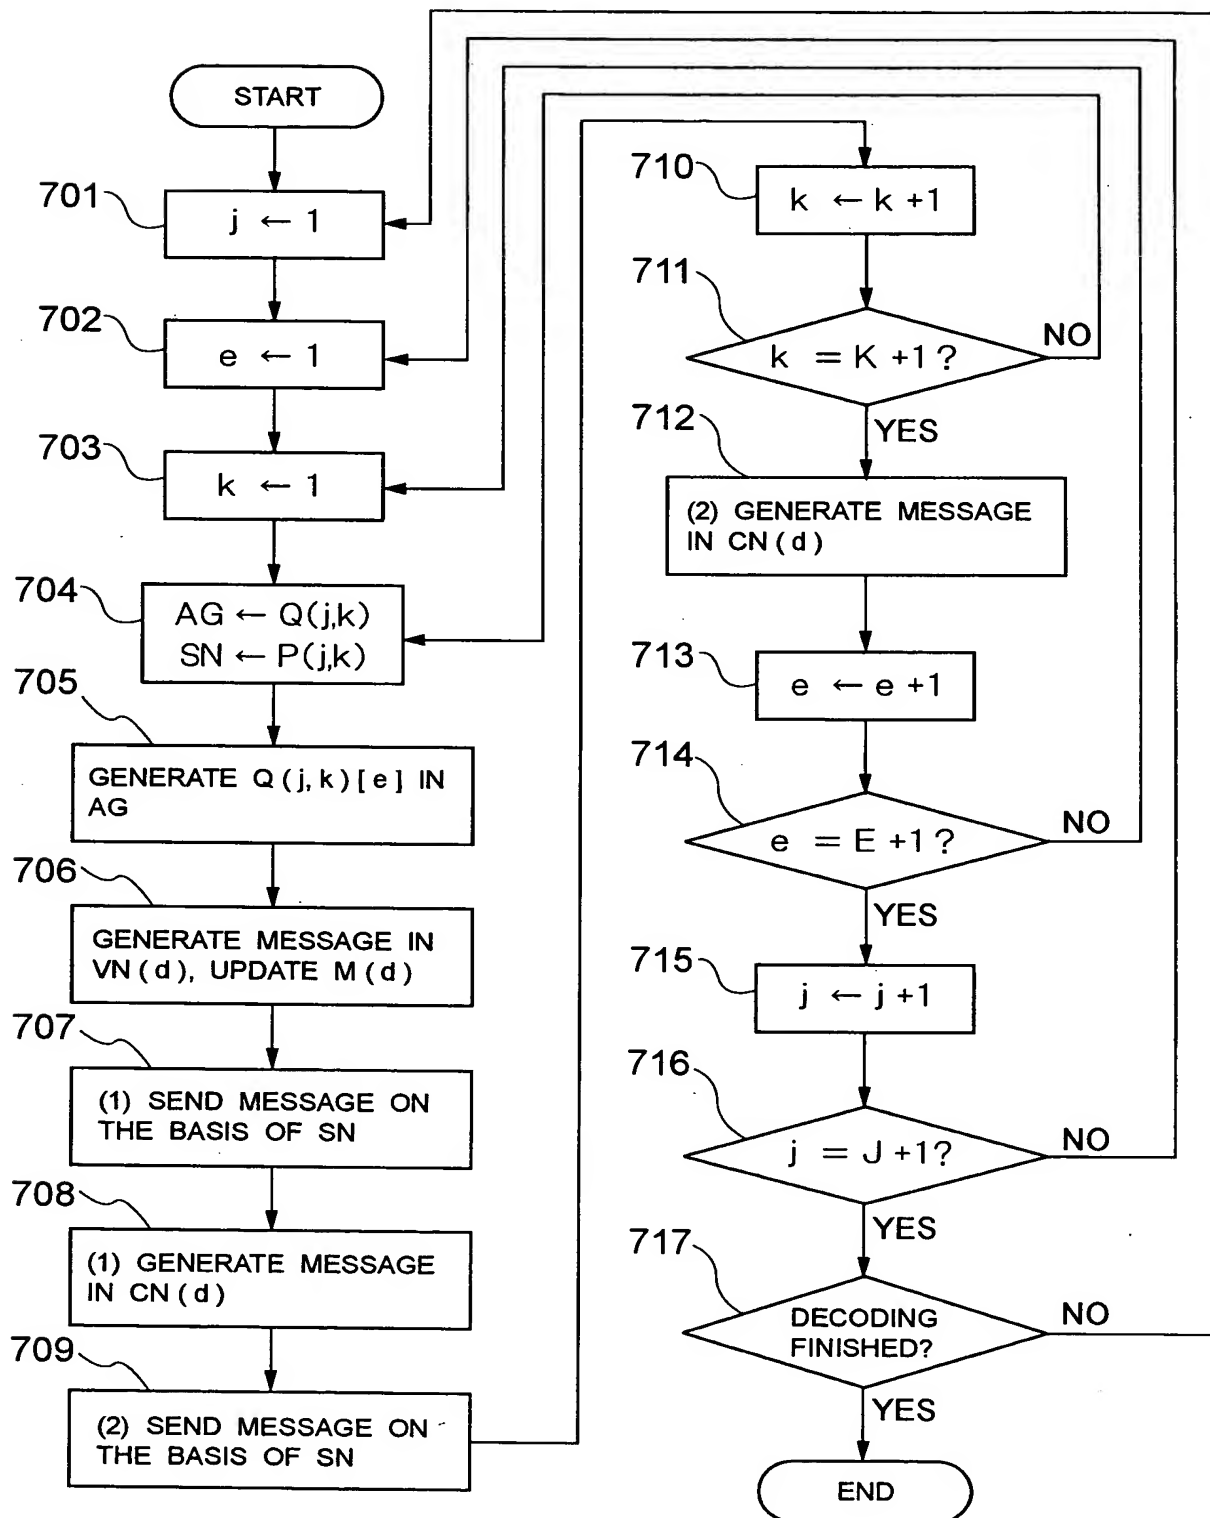 START
701
j ← 1
702
e ← 1
703
k ← 1
704
AG ← Q(j,k)
SN ← P(j,k)
705
GENERATE Q(j,k)[e] IN
AG
706
GENERATE MESSAGE IN
VN(d), UPDATE M(d)
707
(1) SEND MESSAGE ON
THE BASIS OF SN
708
(1) GENERATE MESSAGE
IN CN(d)
709
(2) SEND MESSAGE ON
THE BASIS OF SN
710
k ← k +1
711
k = K +1?
NO
YES
712
(2) GENERATE MESSAGE
IN CN(d)
713
e ← e +1
714
e = E +1?
NO
YES
715
j ← j +1
716
j = J +1?
NO
YES
717
DECODING
FINISHED?
NO
YES
END